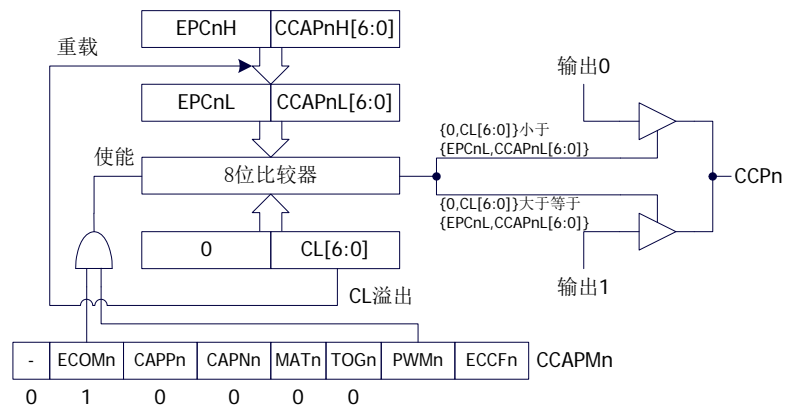 EPCnH CCAPnH[6:0]
重载
输出0
EPCnL CCAPnL[6:0]
{0,CL[6:0]}小于
{EPCnL,CCAPnL[6:0]}
使能
8位比较器
CCPn
{0,CL[6:0]}大于等于
{EPCnL,CCAPnL[6:0]}
0 CL[6:0]
输出1
CL溢出
- ECOMn CAPPn CAPNn MATn TOGn PWMn ECCFn CCAPMn
0 1 0 0 0 0